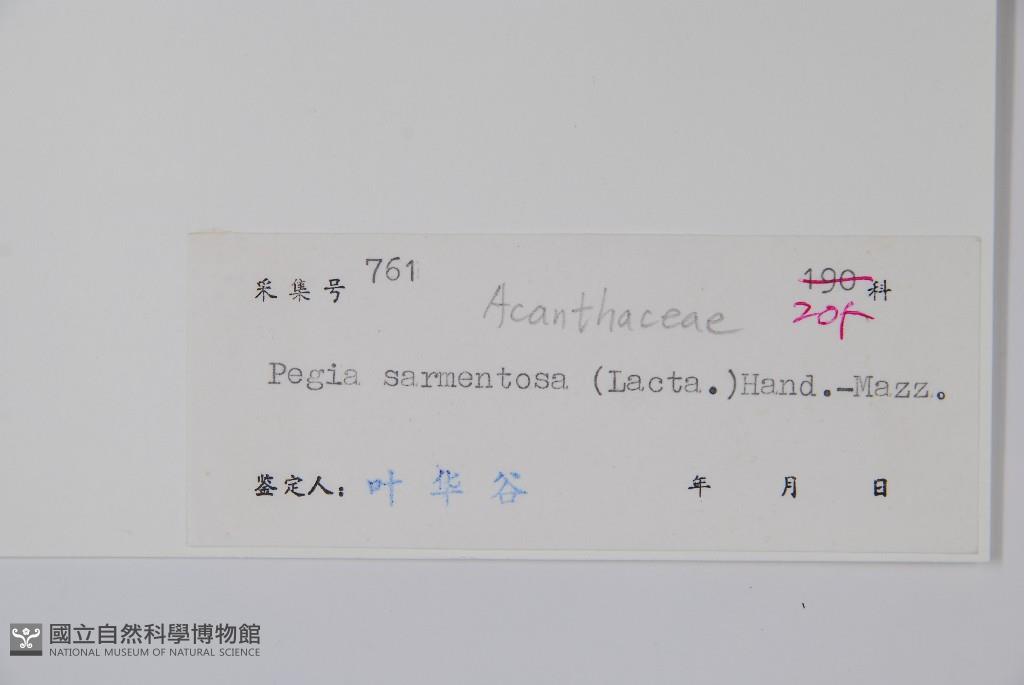 采集号 761 190 科
Acanthaceae
Pegia sarmentosa (Lacta.)Hand.-Mazz.
鉴定人: 叶华谷 年 月 日
國立自然科學博物館
NATIONAL MUSEUM OF NATURAL SCIENCE